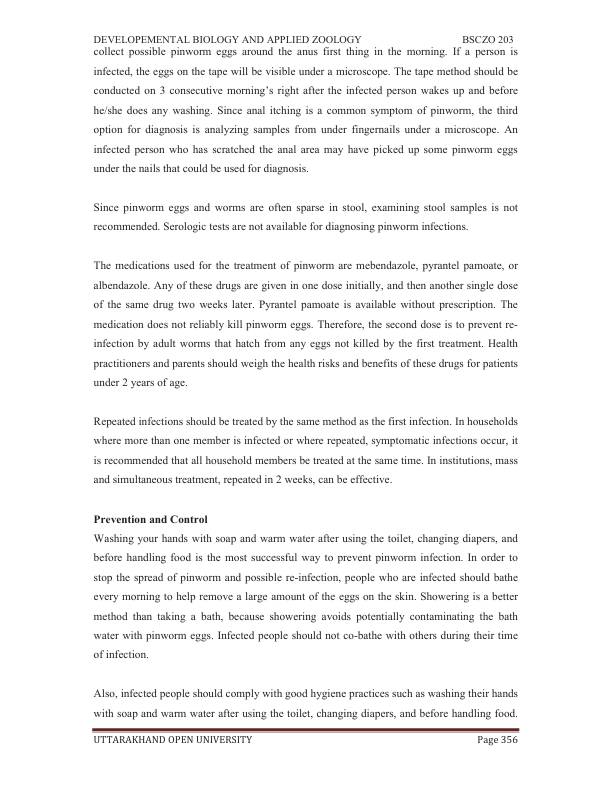 DEVELOPEMENTAL BIOLOGY AND APPLIED ZOOLOGY BSCZO 203
collect possible pinworm eggs around the anus first thing in the morning. If a person is
infected, the eggs on the tape will be visible under a microscope. The tape method should be
conducted on 3 consecutive morning’s right after the infected person wakes up and before
he/she does any washing. Since anal itching is a common symptom of pinworm, the third
option for diagnosis is analyzing samples from under fingernails under a microscope. An
infected person who has scratched the anal area may have picked up some pinworm eggs
under the nails that could be used for diagnosis.
Since pinworm eggs and worms are often sparse in stool, examining stool samples is not
recommended. Serologic tests are not available for diagnosing pinworm infections.
The medications used for the treatment of pinworm are mebendazole, pyrantel pamoate, or
albendazole. Any of these drugs are given in one dose initially, and then another single dose
of the same drug two weeks later. Pyrantel pamoate is available without prescription. The
medication does not reliably kill pinworm eggs. Therefore, the second dose is to prevent re-
infection by adult worms that hatch from any eggs not killed by the first treatment. Health
practitioners and parents should weigh the health risks and benefits of these drugs for patients
under 2 years of age.
Repeated infections should be treated by the same method as the first infection. In households
where more than one member is infected or where repeated, symptomatic infections occur, it
is recommended that all household members be treated at the same time. In institutions, mass
and simultaneous treatment, repeated in 2 weeks, can be effective.
Prevention and Control
Washing your hands with soap and warm water after using the toilet, changing diapers, and
before handling food is the most successful way to prevent pinworm infection. In order to
stop the spread of pinworm and possible re-infection, people who are infected should bathe
every morning to help remove a large amount of the eggs on the skin. Showering is a better
method than taking a bath, because showering avoids potentially contaminating the bath
water with pinworm eggs. Infected people should not co-bathe with others during their time
of infection.
Also, infected people should comply with good hygiene practices such as washing their hands
with soap and warm water after using the toilet, changing diapers, and before handling food.
UTTARAKHAND OPEN UNIVERSITY Page 356